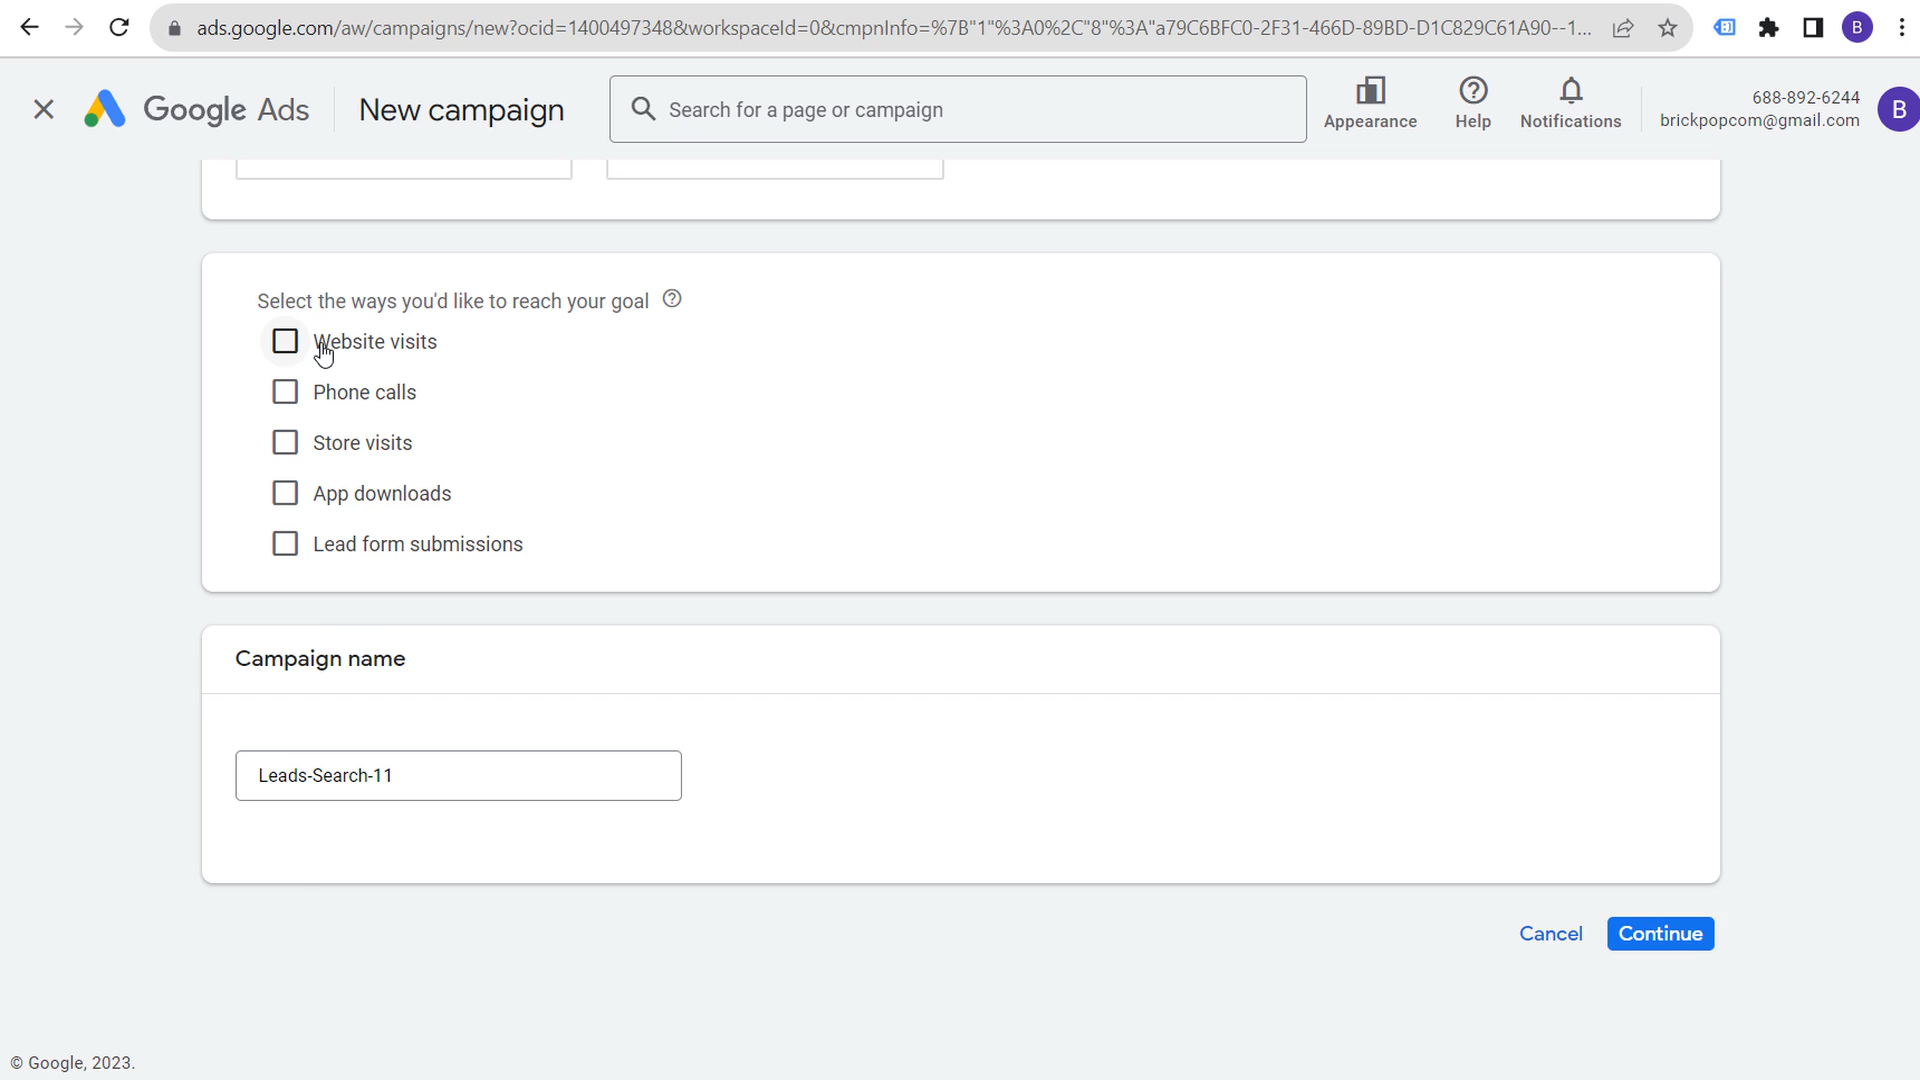 ads.google.com/aw/campaigns/new?ocid=1400497348&workspaceId=0&cmpnInfo=%7B"1"%3A0%2C"8"%3A"a79C6BFC0-2F31-466D-89BD-D1C829C61A90--1...
B
Google Ads
New campaign
Search for a page or campaign
Appearance
Help
Notifications
688-892-6244
brickpopcom@gmail.com
B
Select the ways you'd like to reach your goal
Website visits
Phone calls
Store visits
App downloads
Lead form submissions
Campaign name
Leads-Search-11
Cancel
Continue
© Google, 2023.